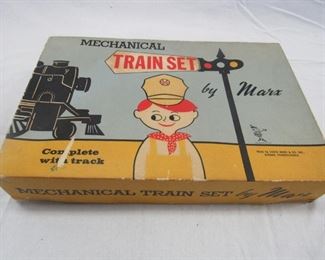 MECHANICAL
TRAIN SET
by Marx
Complete
with track
MECHANICAL TRAIN SET by Marx